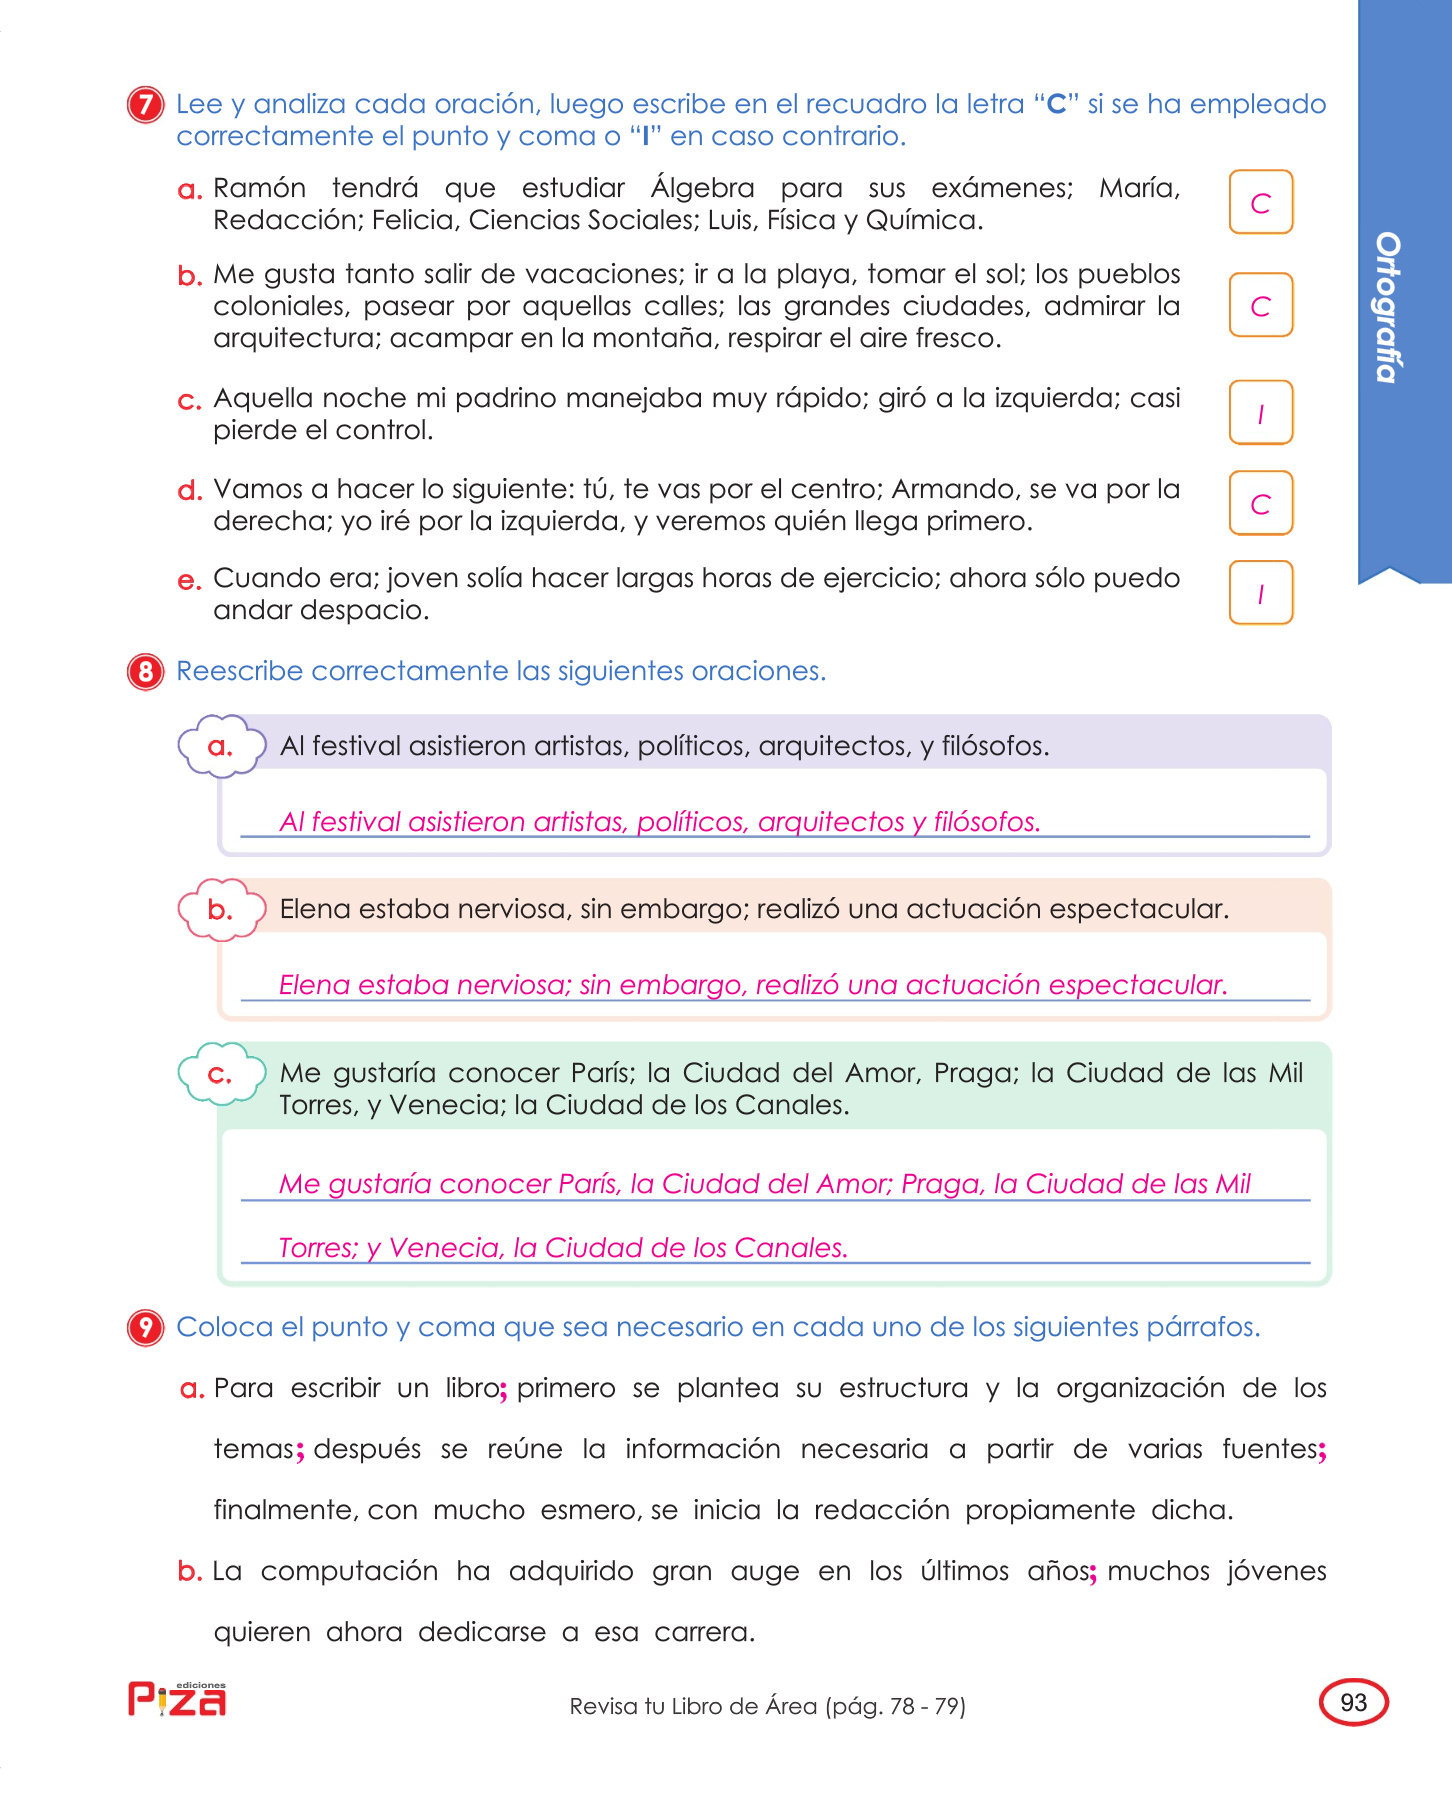 7 Lee y analiza cada oración, luego escribe en el recuadro la letra “C” si se ha empleado
correctamente el punto y coma o “I” en caso contrario.
a. Ramón tendrá que estudiar Álgebra para sus exámenes; María,
Redacción; Felicia, Ciencias Sociales; Luis, Física y Química.
C
b. Me gusta tanto salir de vacaciones; ir a la playa, tomar el sol; los pueblos
coloniales, pasear por aquellas calles; las grandes ciudades, admirar la
arquitectura; acampar en la montaña, respirar el aire fresco.
C
c. Aquella noche mi padrino manejaba muy rápido; giró a la izquierda; casi
pierde el control.
I
d. Vamos a hacer lo siguiente: tú, te vas por el centro; Armando, se va por la
derecha; yo iré por la izquierda, y veremos quién llega primero.
C
e. Cuando era; joven solía hacer largas horas de ejercicio; ahora sólo puedo
andar despacio.
I
Ortografía
8 Reescribe correctamente las siguientes oraciones.
a. Al festival asistieron artistas, políticos, arquitectos, y filósofos.
Al festival asistieron artistas, políticos, arquitectos y filósofos.
b. Elena estaba nerviosa, sin embargo; realizó una actuación espectacular.
Elena estaba nerviosa; sin embargo, realizó una actuación espectacular.
c. Me gustaría conocer París; la Ciudad del Amor, Praga; la Ciudad de las Mil
Torres, y Venecia; la Ciudad de los Canales.
Me gustaría conocer París, la Ciudad del Amor; Praga, la Ciudad de las Mil
Torres; y Venecia, la Ciudad de los Canales.
9 Coloca el punto y coma que sea necesario en cada uno de los siguientes párrafos.
a. Para escribir un libro; primero se plantea su estructura y la organización de los
temas; después se reúne la información necesaria a partir de varias fuentes;
finalmente, con mucho esmero, se inicia la redacción propiamente dicha.
b. La computación ha adquirido gran auge en los últimos años; muchos jóvenes
quieren ahora dedicarse a esa carrera.
ediciones
Piza
Revisa tu Libro de Área (pág. 78 - 79)
93